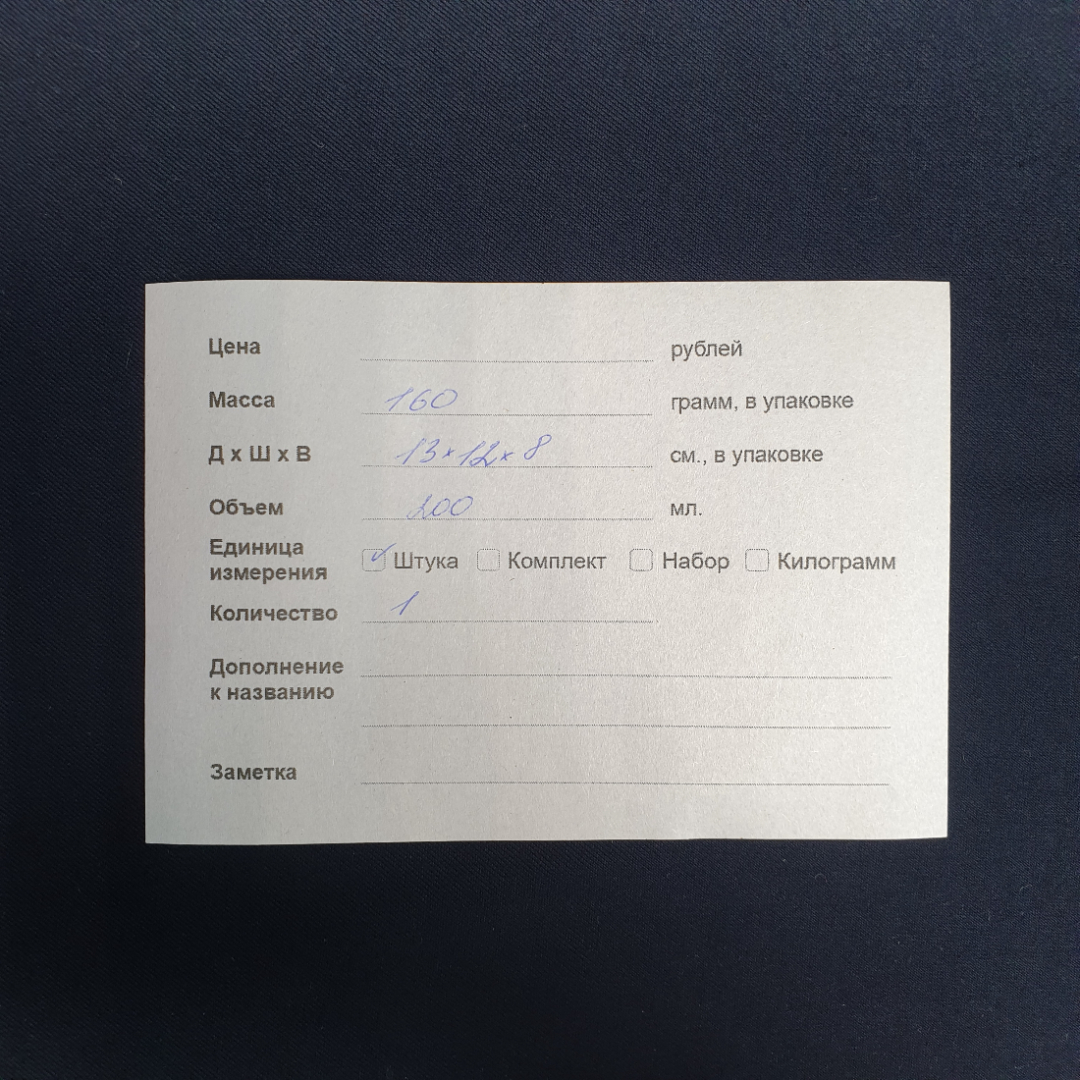 Цена рублей
Масса 160 грамм, в упаковке
Д х Ш х В 13×12×8 см., в упаковке
Объем 200 мл.
Единица измерения ✓ Штука Комплект Набор Килограмм
Количество 1
Дополнение
к названию
Заметка